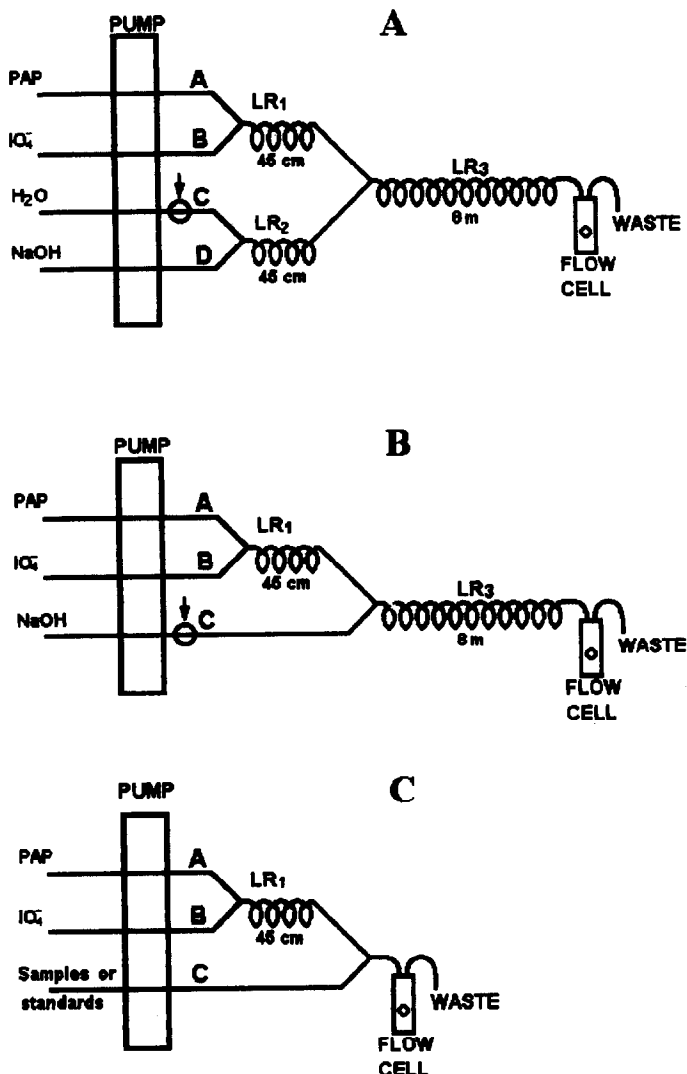 A
PUMP
PAP
A
LR1
IO4-
B
45 cm
H2O
C
LR2
LR3
8 m
NaOH
D
45 cm
WASTE
FLOW
CELL
B
PUMP
PAP
A
LR1
IO4-
B
45 cm
LR3
NaOH
C
8 m
WASTE
FLOW
CELL
C
PUMP
PAP
A
LR1
IO4-
B
45 cm
Samples or
standards
C
WASTE
FLOW
CELL